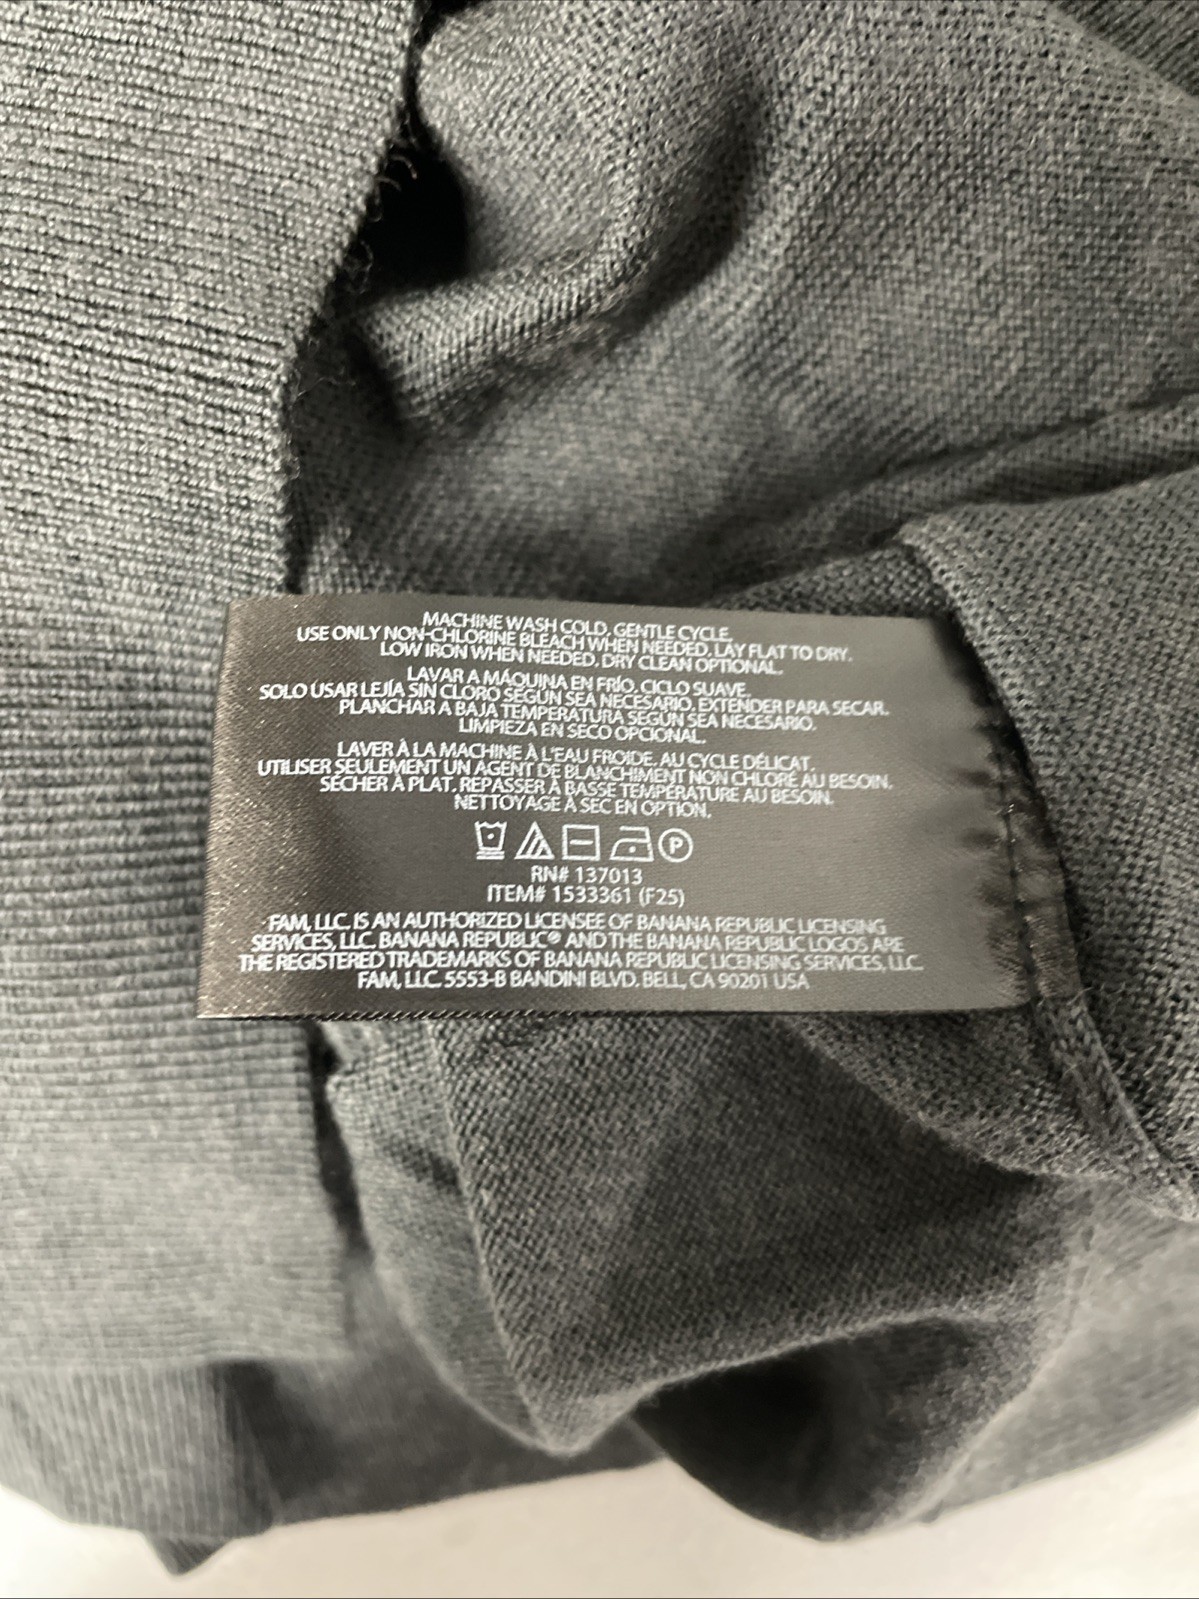 MACHINE WASH COLD. GENTLE CYCLE.
USE ONLY NON-CHLORINE BLEACH WHEN NEEDED. LAY FLAT TO DRY.
LOW IRON WHEN NEEDED. DRY CLEAN OPTIONAL.
LAVAR A MÁQUINA EN FRÍO. CICLO SUAVE.
SOLO USAR LEJÍA SIN CLORO SEGÚN SEA NECESARIO. EXTENDER PARA SECAR.
PLANCHAR A BAJA TEMPERATURA SEGÚN SEA NECESARIO.
LIMPIEZA EN SECO OPCIONAL.
LAVER À LA MACHINE À L'EAU FROIDE. AU CYCLE DÉLICAT.
UTILISER SEULEMENT UN AGENT DE BLANCHIMENT NON CHLORÉ AU BESOIN.
SÉCHER À PLAT. REPASSER À BASSE TEMPÉRATURE AU BESOIN.
NETTOYAGE À SEC EN OPTION.
P
RN# 137013
ITEM# 1533361 (F25)
FAM, LLC. IS AN AUTHORIZED LICENSEE OF BANANA REPUBLIC LICENSING
SERVICES, LLC. BANANA REPUBLIC® AND THE BANANA REPUBLIC LOGOS ARE
THE REGISTERED TRADEMARKS OF BANANA REPUBLIC LICENSING SERVICES, LLC.
FAM, LLC. 5553-B BANDINI BLVD. BELL, CA 90201 USA